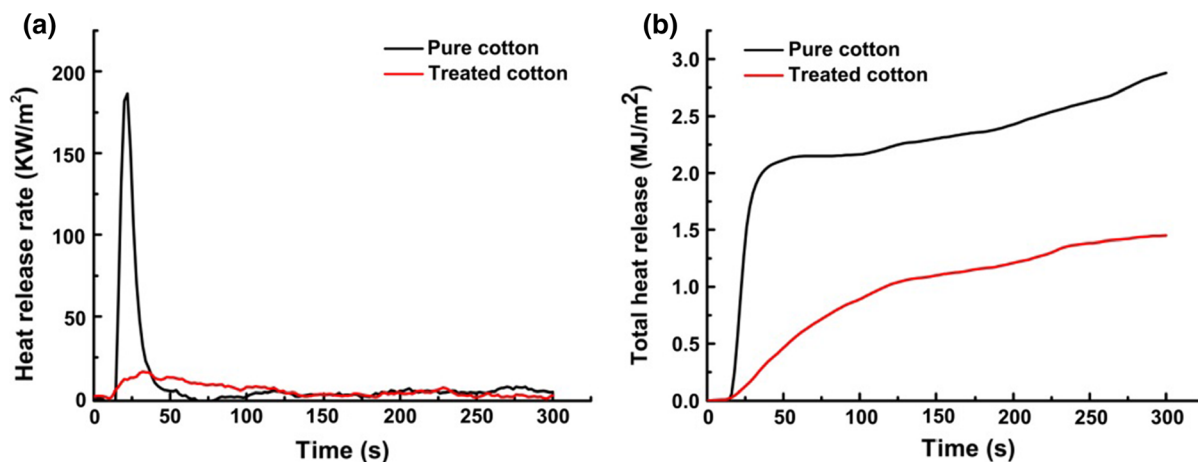 (a)
Pure cotton
Treated cotton
Heat release rate (KW/m²)
200
150
100
50
0
0 50 100 150 200 250 300
Time (s)
(b)
Pure cotton
Treated cotton
Total heat release (MJ/m²)
3.0
2.5
2.0
1.5
1.0
0.5
0.0
0 50 100 150 200 250 300
Time (s)